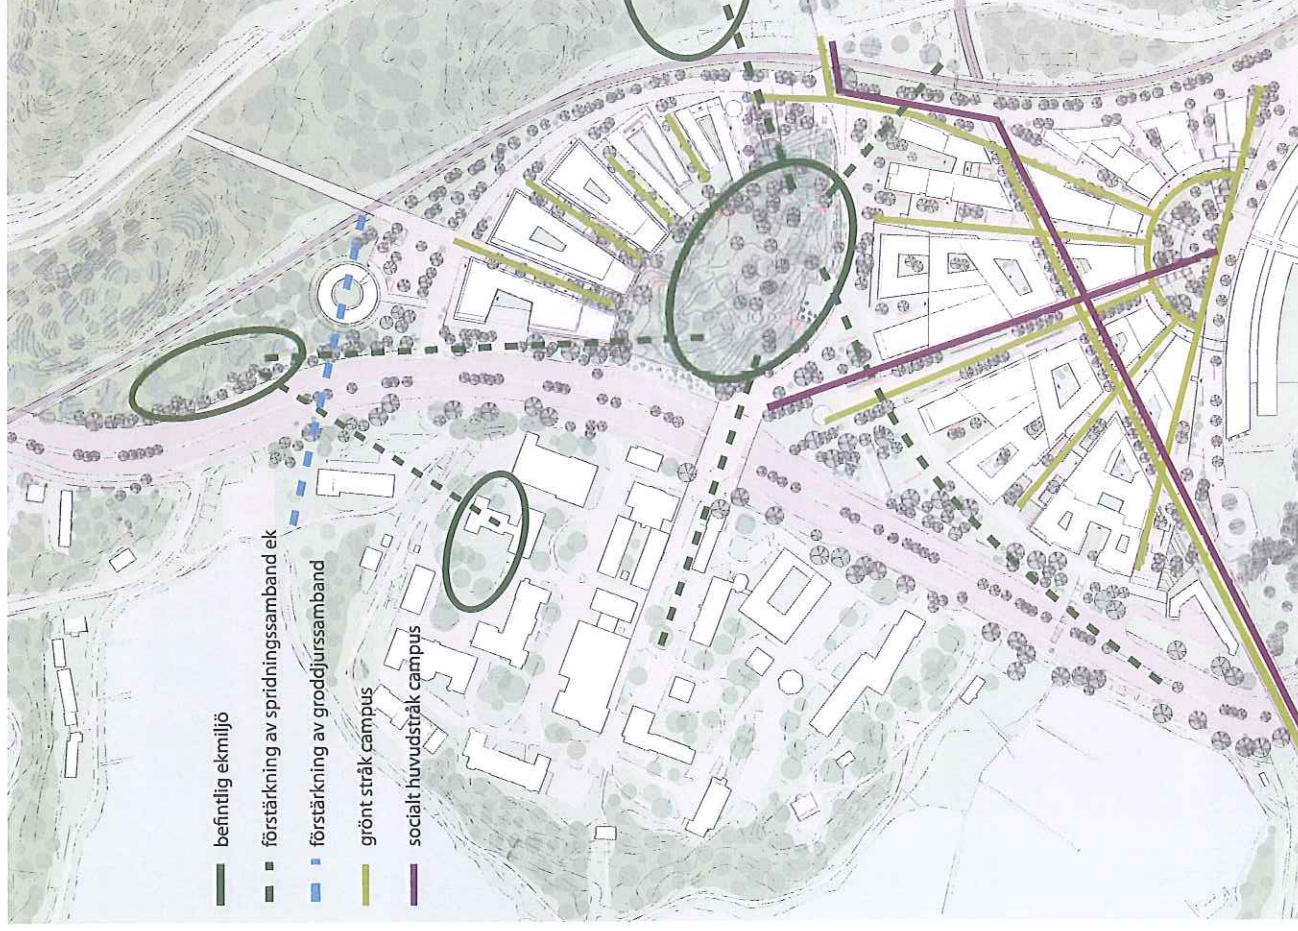 befintlig ekmiljö
förstärkning av spridningssamband ek
förstärkning av groddjurssamband
grönt stråk campus
socialt huvudstråk campus